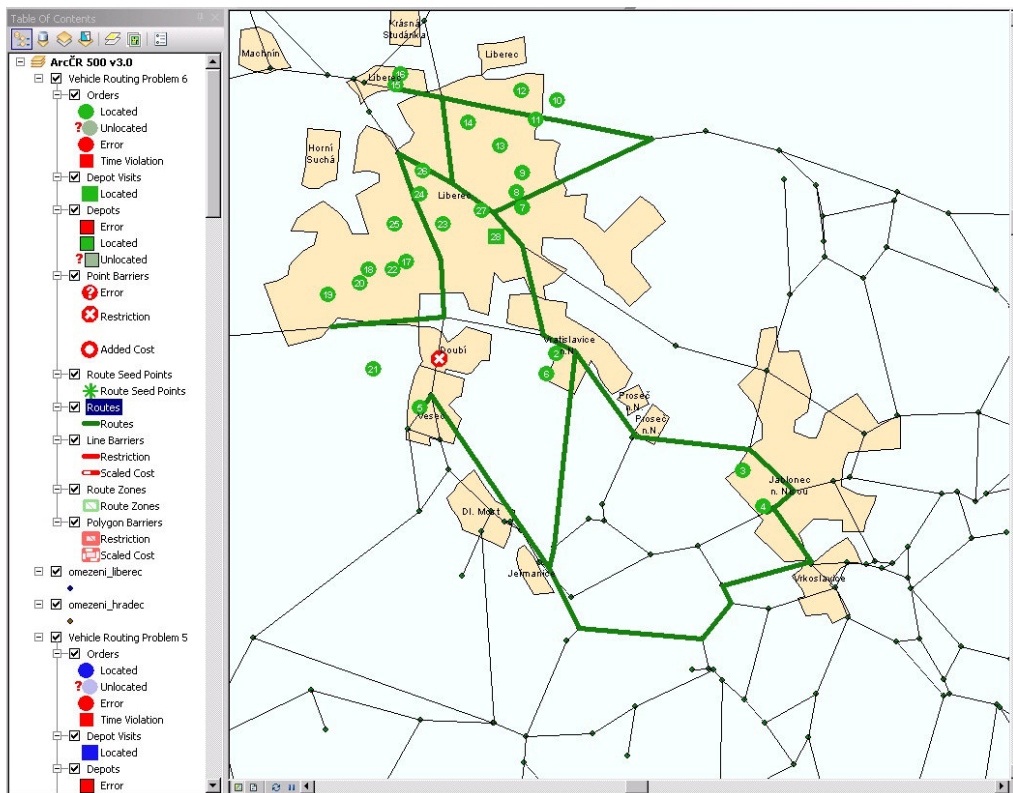 Table Of Contents
ArcČR 500 v3.0
Vehicle Routing Problem 6
Orders
Located
? Unlocated
Error
Time Violation
Depot Visits
Located
Depots
Error
Located
? Unlocated
Point Barriers
? Error
Restriction
Added Cost
Route Seed Points
Route Seed Points
Routes
Routes
Line Barriers
Restriction
Scaled Cost
Route Zones
Route Zones
Polygon Barriers
Restriction
Scaled Cost
omezeni_liberec
omezeni_hradec
Vehicle Routing Problem 5
Orders
Located
? Unlocated
Error
Time Violation
Depot Visits
Located
Depots
Error
Krásná
Studánka
Machnín
Liberec
Liberec
16
15
12
10
11
14
13
Horní
Suchá
26
9
24
Liberec
8
7
27
25
23
28
18
22
17
20
19
Doubí
Vratislavice
n.N.
2
21
6
Proseč
n.N
Proseč
n.N
5
Vesec
3
Jablonec
n. Nisou
4
Dl. Most
Jeřmanice
Vrkoslavice